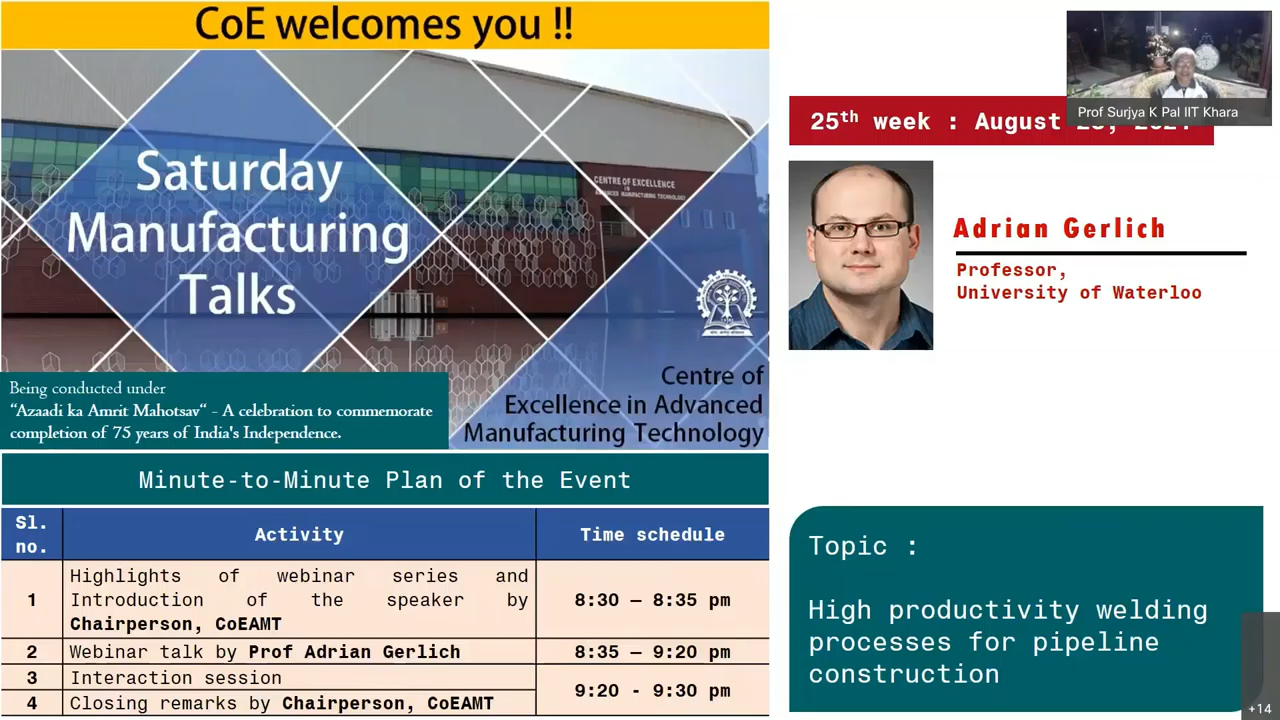 CoE welcomes you !!
Saturday
Manufacturing
Talks
CENTRE OF EXCELLENCE
IN
ADVANCED MANUFACTURING TECHNOLOGY
Being conducted under
“Azaadi ka Amrit Mahotsav“ - A celebration to commemorate
completion of 75 years of India's Independence.
Centre of
Excellence in Advanced
Manufacturing Technology
Minute-to-Minute Plan of the Event
Sl. no. Activity Time schedule
1 Highlights of webinar series and
Introduction of the speaker by
Chairperson, CoEAMT 8:30 – 8:35 pm
2 Webinar talk by Prof Adrian Gerlich 8:35 – 9:20 pm
3 Interaction session
4 Closing remarks by Chairperson, CoEAMT 9:20 - 9:30 pm
Prof Surjya K Pal IIT Khara
25th week : August
Adrian Gerlich
Professor,
University of Waterloo
Topic :
High productivity welding
processes for pipeline
construction
+14